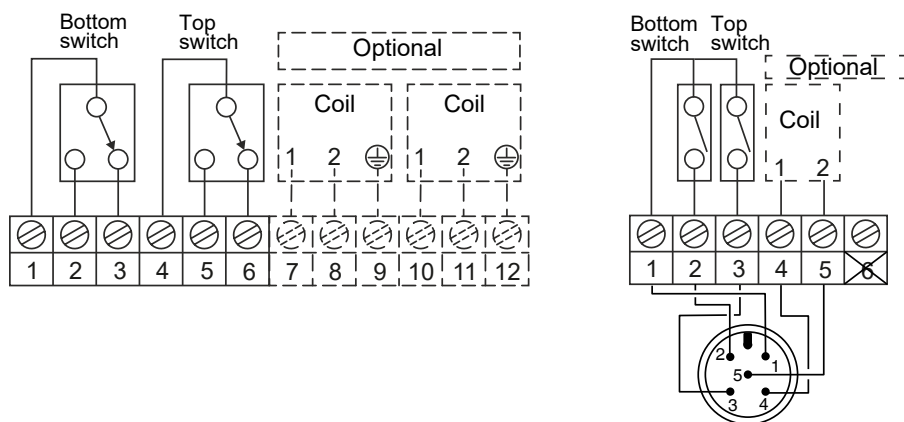 Bottom switch
Top switch
Optional
Coil
Coil
1 2
1 2
1 2 3 4 5 6 7 8 9 10 11 12
Bottom switch
Top switch
Optional
Coil
1 2
1 2 3 4 5 6
2 1
5
3 4